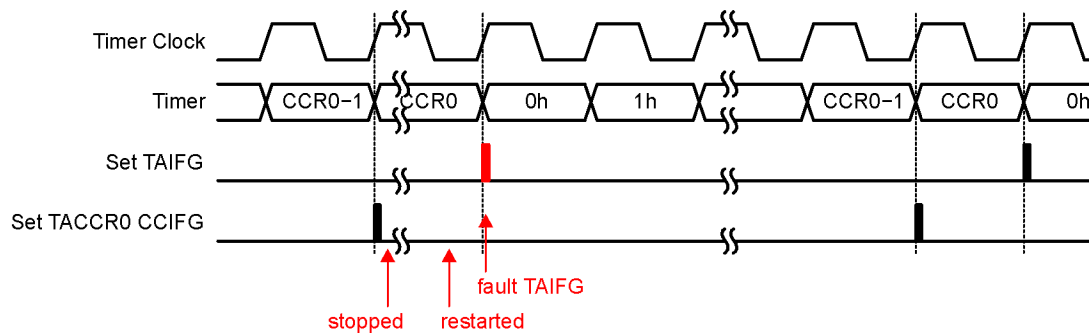 Timer Clock
Timer CCR0−1 CCR0 0h 1h CCR0−1 CCR0 0h
Set TAIFG
Set TACCR0 CCIFG
fault TAIFG
stopped restarted